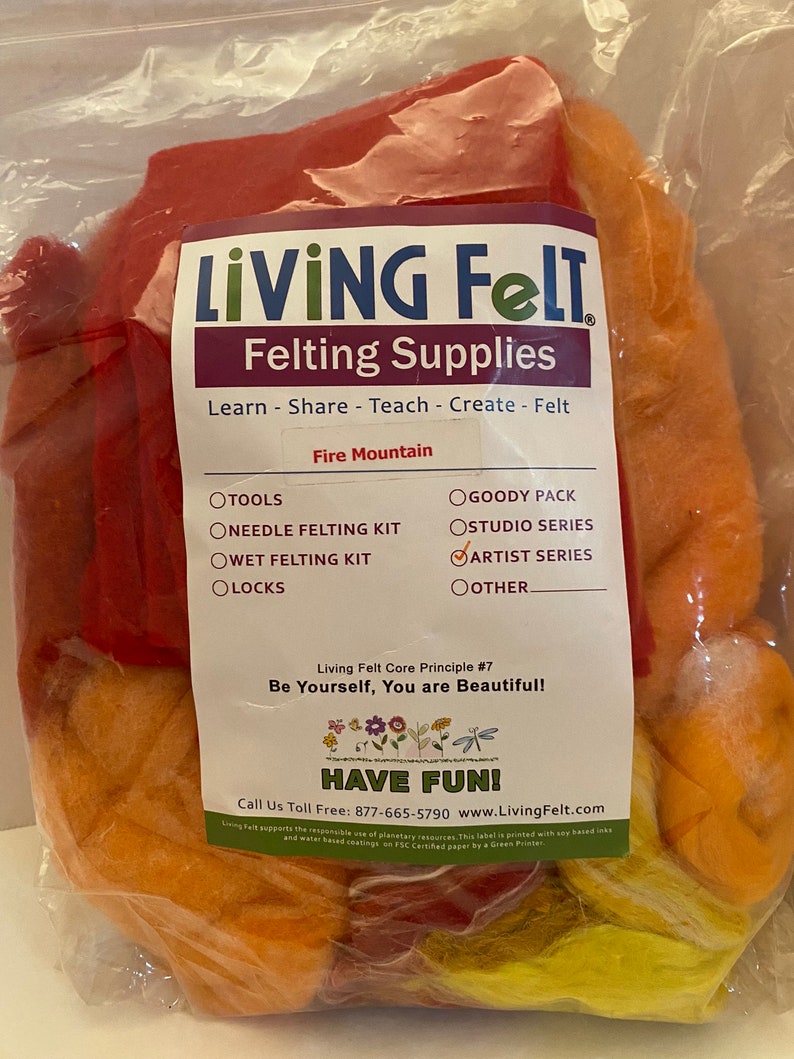 LiViNG FeLT®
Felting Supplies
Learn - Share - Teach - Create - Felt
Fire Mountain
TOOLS
NEEDLE FELTING KIT
WET FELTING KIT
LOCKS
GOODY PACK
STUDIO SERIES
ARTIST SERIES
OTHER
Living Felt Core Principle #7
Be Yourself, You are Beautiful!
HAVE FUN!
Call Us Toll Free: 877-665-5790 www.LivingFelt.com
Living Felt supports the responsible use of planetary resources. This label is printed with soy based inks
and water based coatings on FSC Certified paper by a Green Printer.